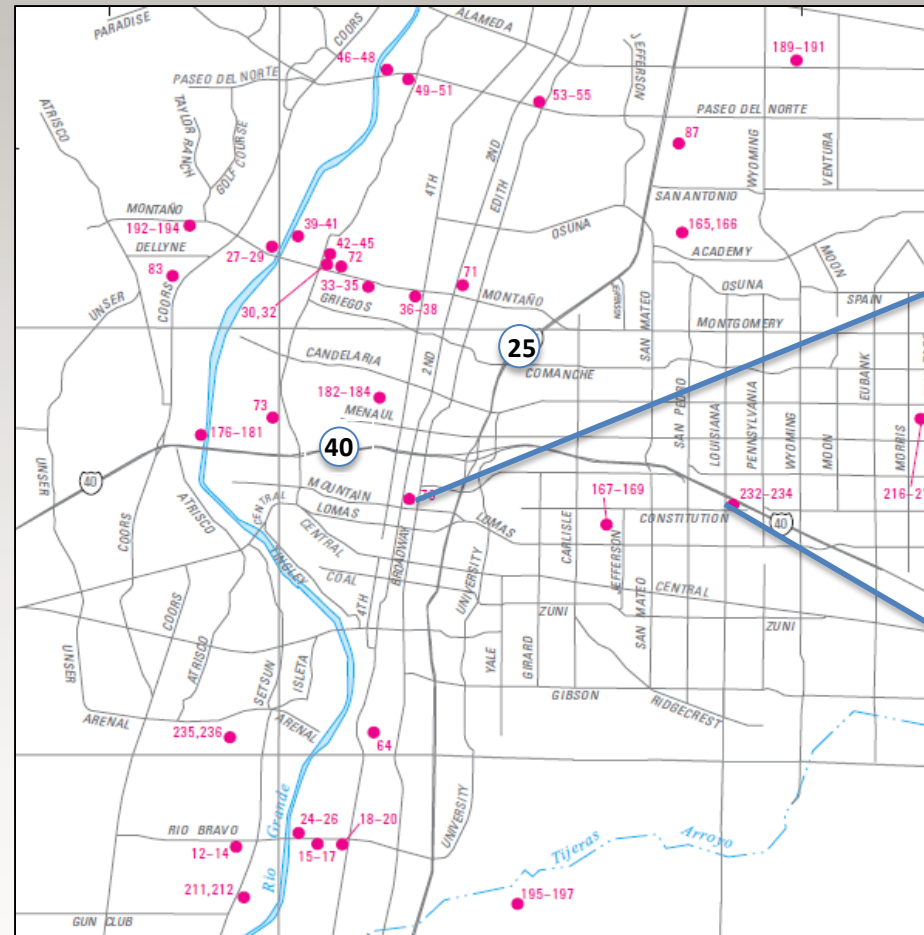 PARADISE
COORS
ALAMEDA
46–48
189–191
JEFFERSON
PASEO DEL NORTE
49–51
53–55
PASEO DEL NORTE
ATRISCO
TAYLOR RANCH
GOLF COURSE
2ND
87
WYOMING
VENTURA
4TH
EDITH
SAN ANTONIO
MONTAÑO
192–194
39–41
OSUNA
165,166
DELLYNE
27–29
42–45
72
ACADEMY
MOON
83
33–35
71
OSUNA
UNSER
COORS
30,32
GRIEGOS
36–38
MONTAÑO
JEFFERSON
SAN MATEO
SPAIN
MONTGOMERY
25
CANDELARIA
2ND
COMANCHE
EUBANK
182–184
SAN PEDRO
73
MENAUL
LOUISIANA
PENNSYLVANIA
WYOMING
MOON
MORRIS
176–181
40
UNSER
40
ATRISCO
CENTRAL
MOUNTAIN
LOMAS
167–169
232–234
216–21
COORS
CENTRAL
LOMAS
CARLISLE
CONSTITUTION
40
TINGLEY
COAL
BROADWAY
UNIVERSITY
JEFFERSON
CENTRAL
4TH
ZUNI
SAN MATEO
ZUNI
COORS
UNSER
ATRISCO
SETSUN
ISLETA
YALE
GIRARD
GIBSON
RIDGECREST
ARENAL
ARENAL
235,236
64
UNIVERSITY
Rio Grande
24–26
18–20
RIO BRAVO
12–14
15–17
Tijeras Arroyo
211,212
195–197
GUN CLUB